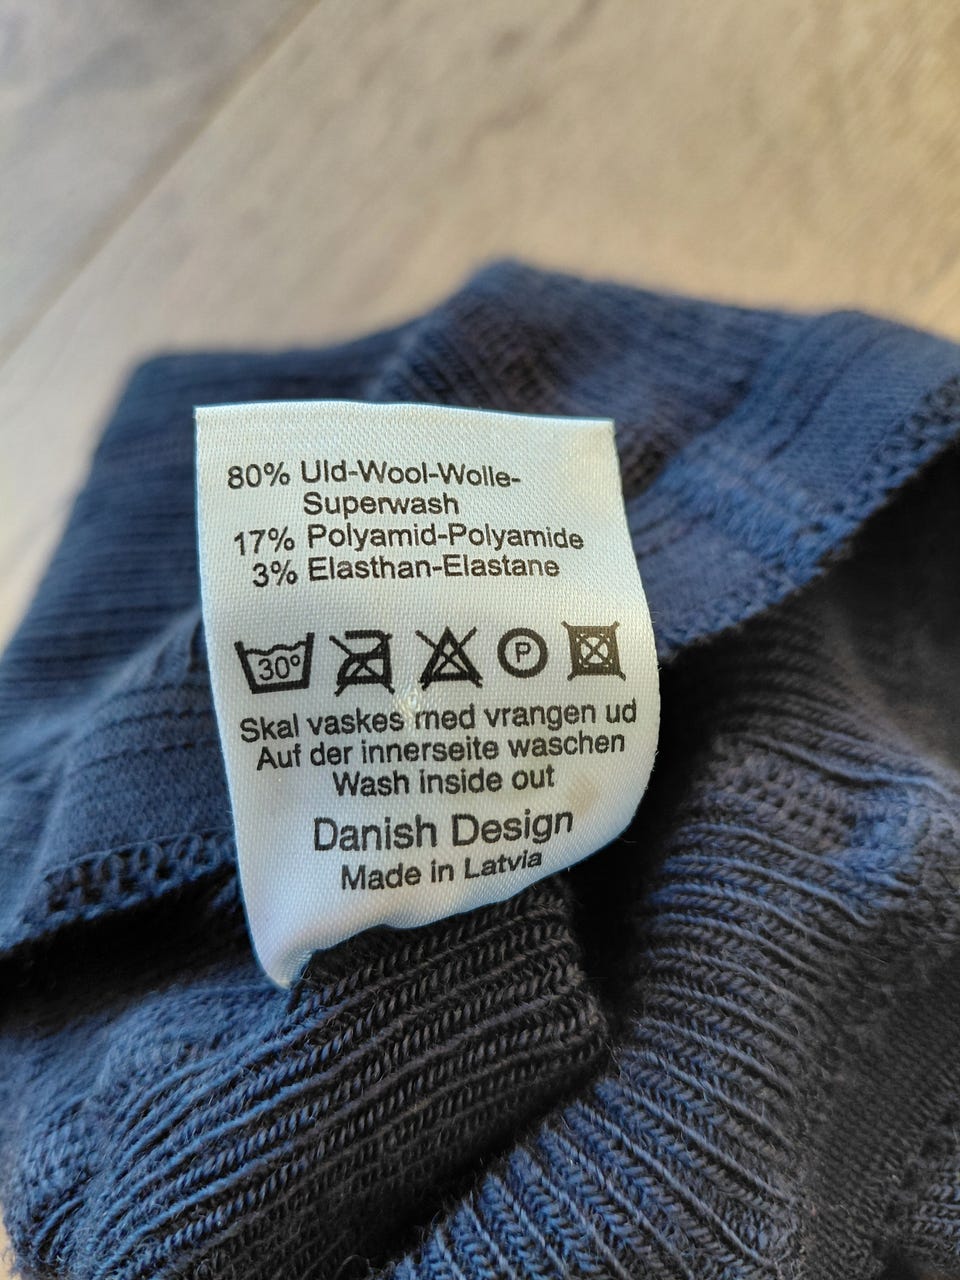 80% Uld-Wool-Wolle-
Superwash
17% Polyamid-Polyamide
3% Elasthan-Elastane
30°
P
Skal vaskes med vrangen ud
Auf der innerseite waschen
Wash inside out
Danish Design
Made in Latvia